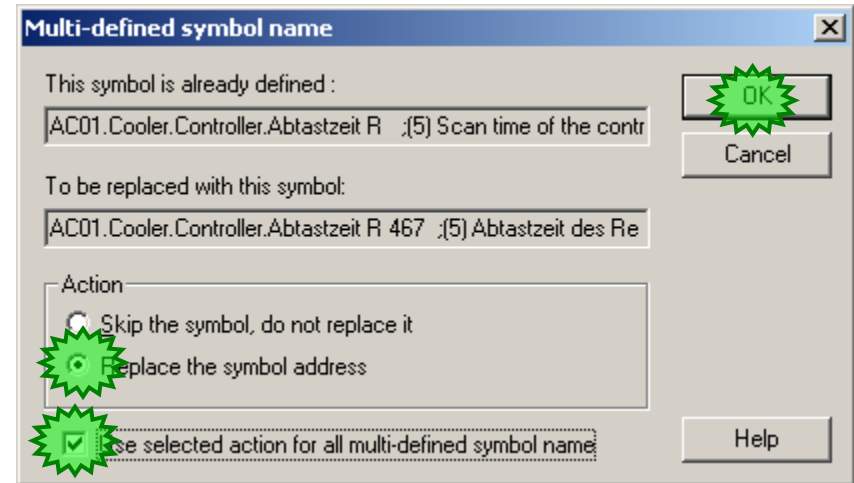 Multi-defined symbol name
This symbol is already defined :
AC01.Cooler.Controller.Abtastzeit R ;(5) Scan time of the contr
OK
Cancel
To be replaced with this symbol:
AC01.Cooler.Controller.Abtastzeit R 467 ;(5) Abtastzeit des Re
Action
Skip the symbol, do not replace it
Replace the symbol address
Use selected action for all multi-defined symbol name
Help